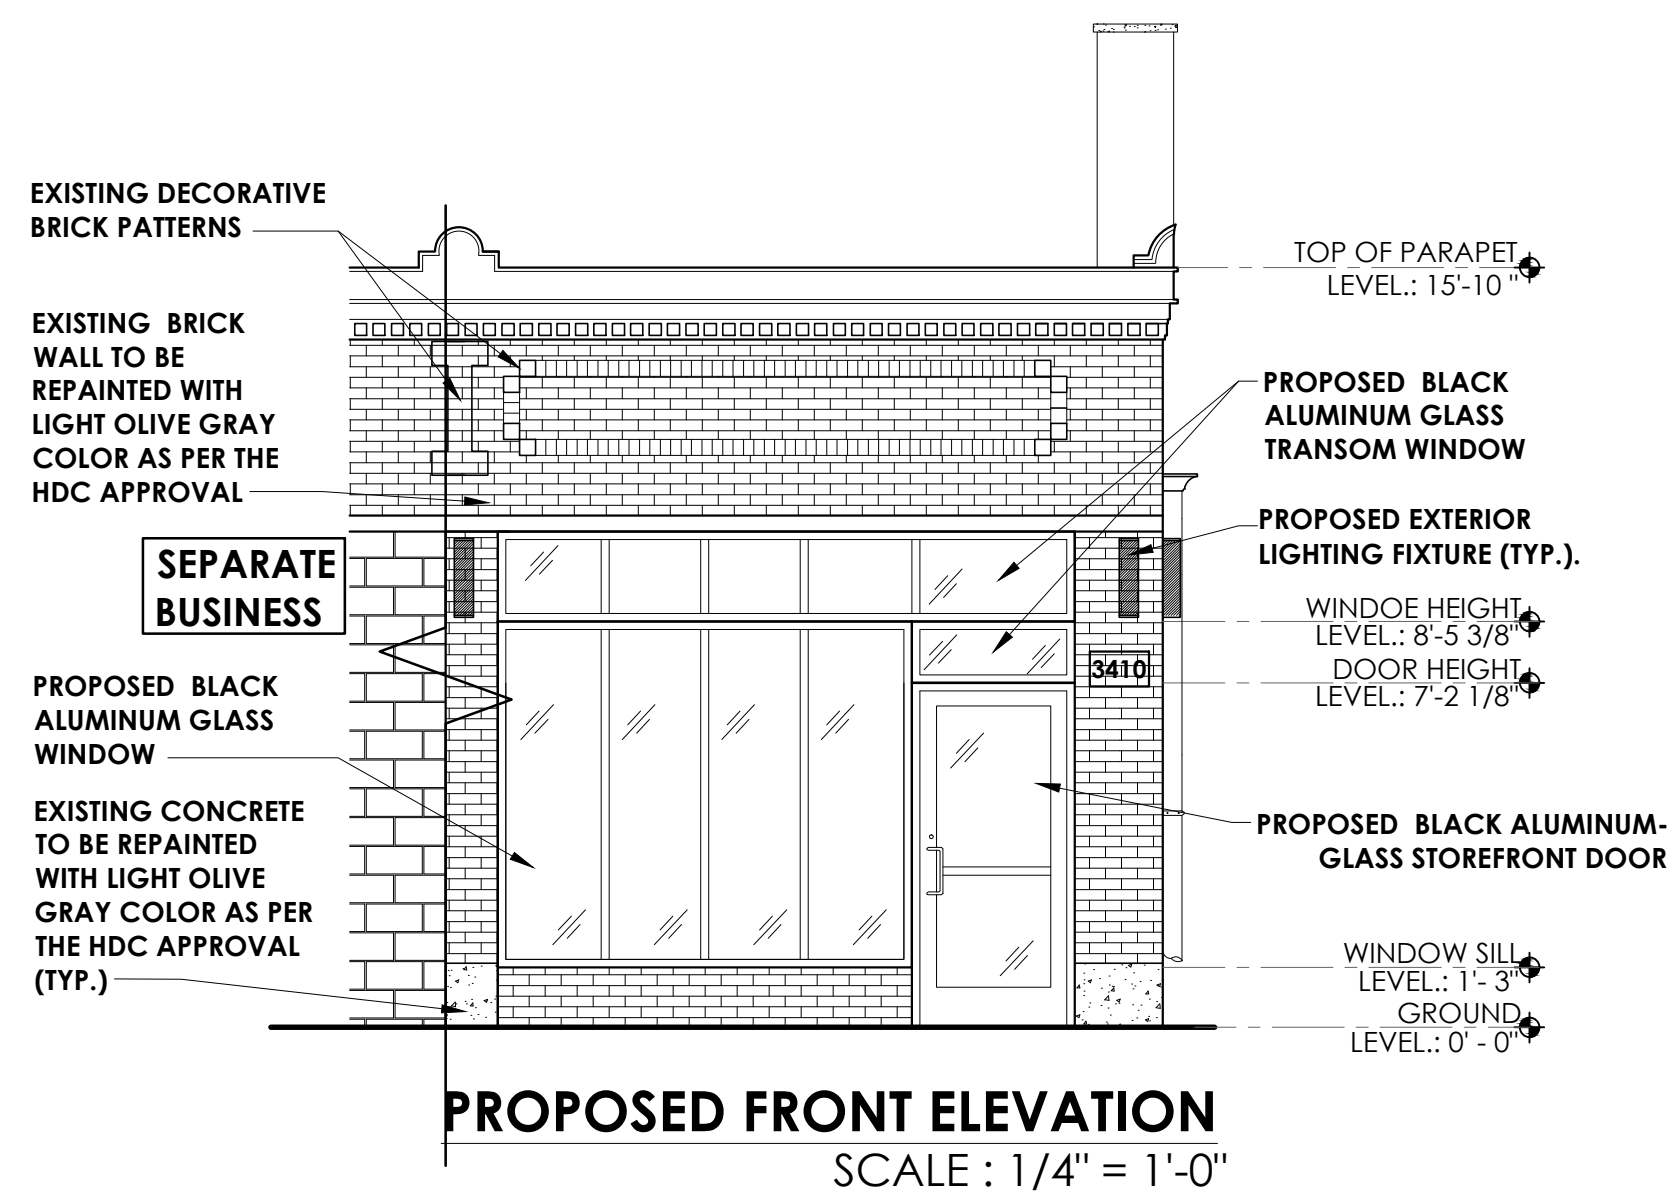 EXISTING DECORATIVE
BRICK PATTERNS
EXISTING BRICK
WALL TO BE
REPAINTED WITH
LIGHT OLIVE GRAY
COLOR AS PER THE
HDC APPROVAL
SEPARATE
BUSINESS
PROPOSED BLACK
ALUMINUM GLASS
WINDOW
EXISTING CONCRETE
TO BE REPAINTED
WITH LIGHT OLIVE
GRAY COLOR AS PER
THE HDC APPROVAL
(TYP.)
3410
TOP OF PARAPET
LEVEL.: 15'-10 "
PROPOSED BLACK
ALUMINUM GLASS
TRANSOM WINDOW
PROPOSED EXTERIOR
LIGHTING FIXTURE (TYP.).
WINDOE HEIGHT
LEVEL.: 8'-5 3/8"
DOOR HEIGHT
LEVEL.: 7'-2 1/8"
PROPOSED BLACK ALUMINUM-
GLASS STOREFRONT DOOR
WINDOW SILL
LEVEL.: 1'- 3"
GROUND
LEVEL.: 0' - 0"
PROPOSED FRONT ELEVATION
SCALE : 1/4" = 1'-0"